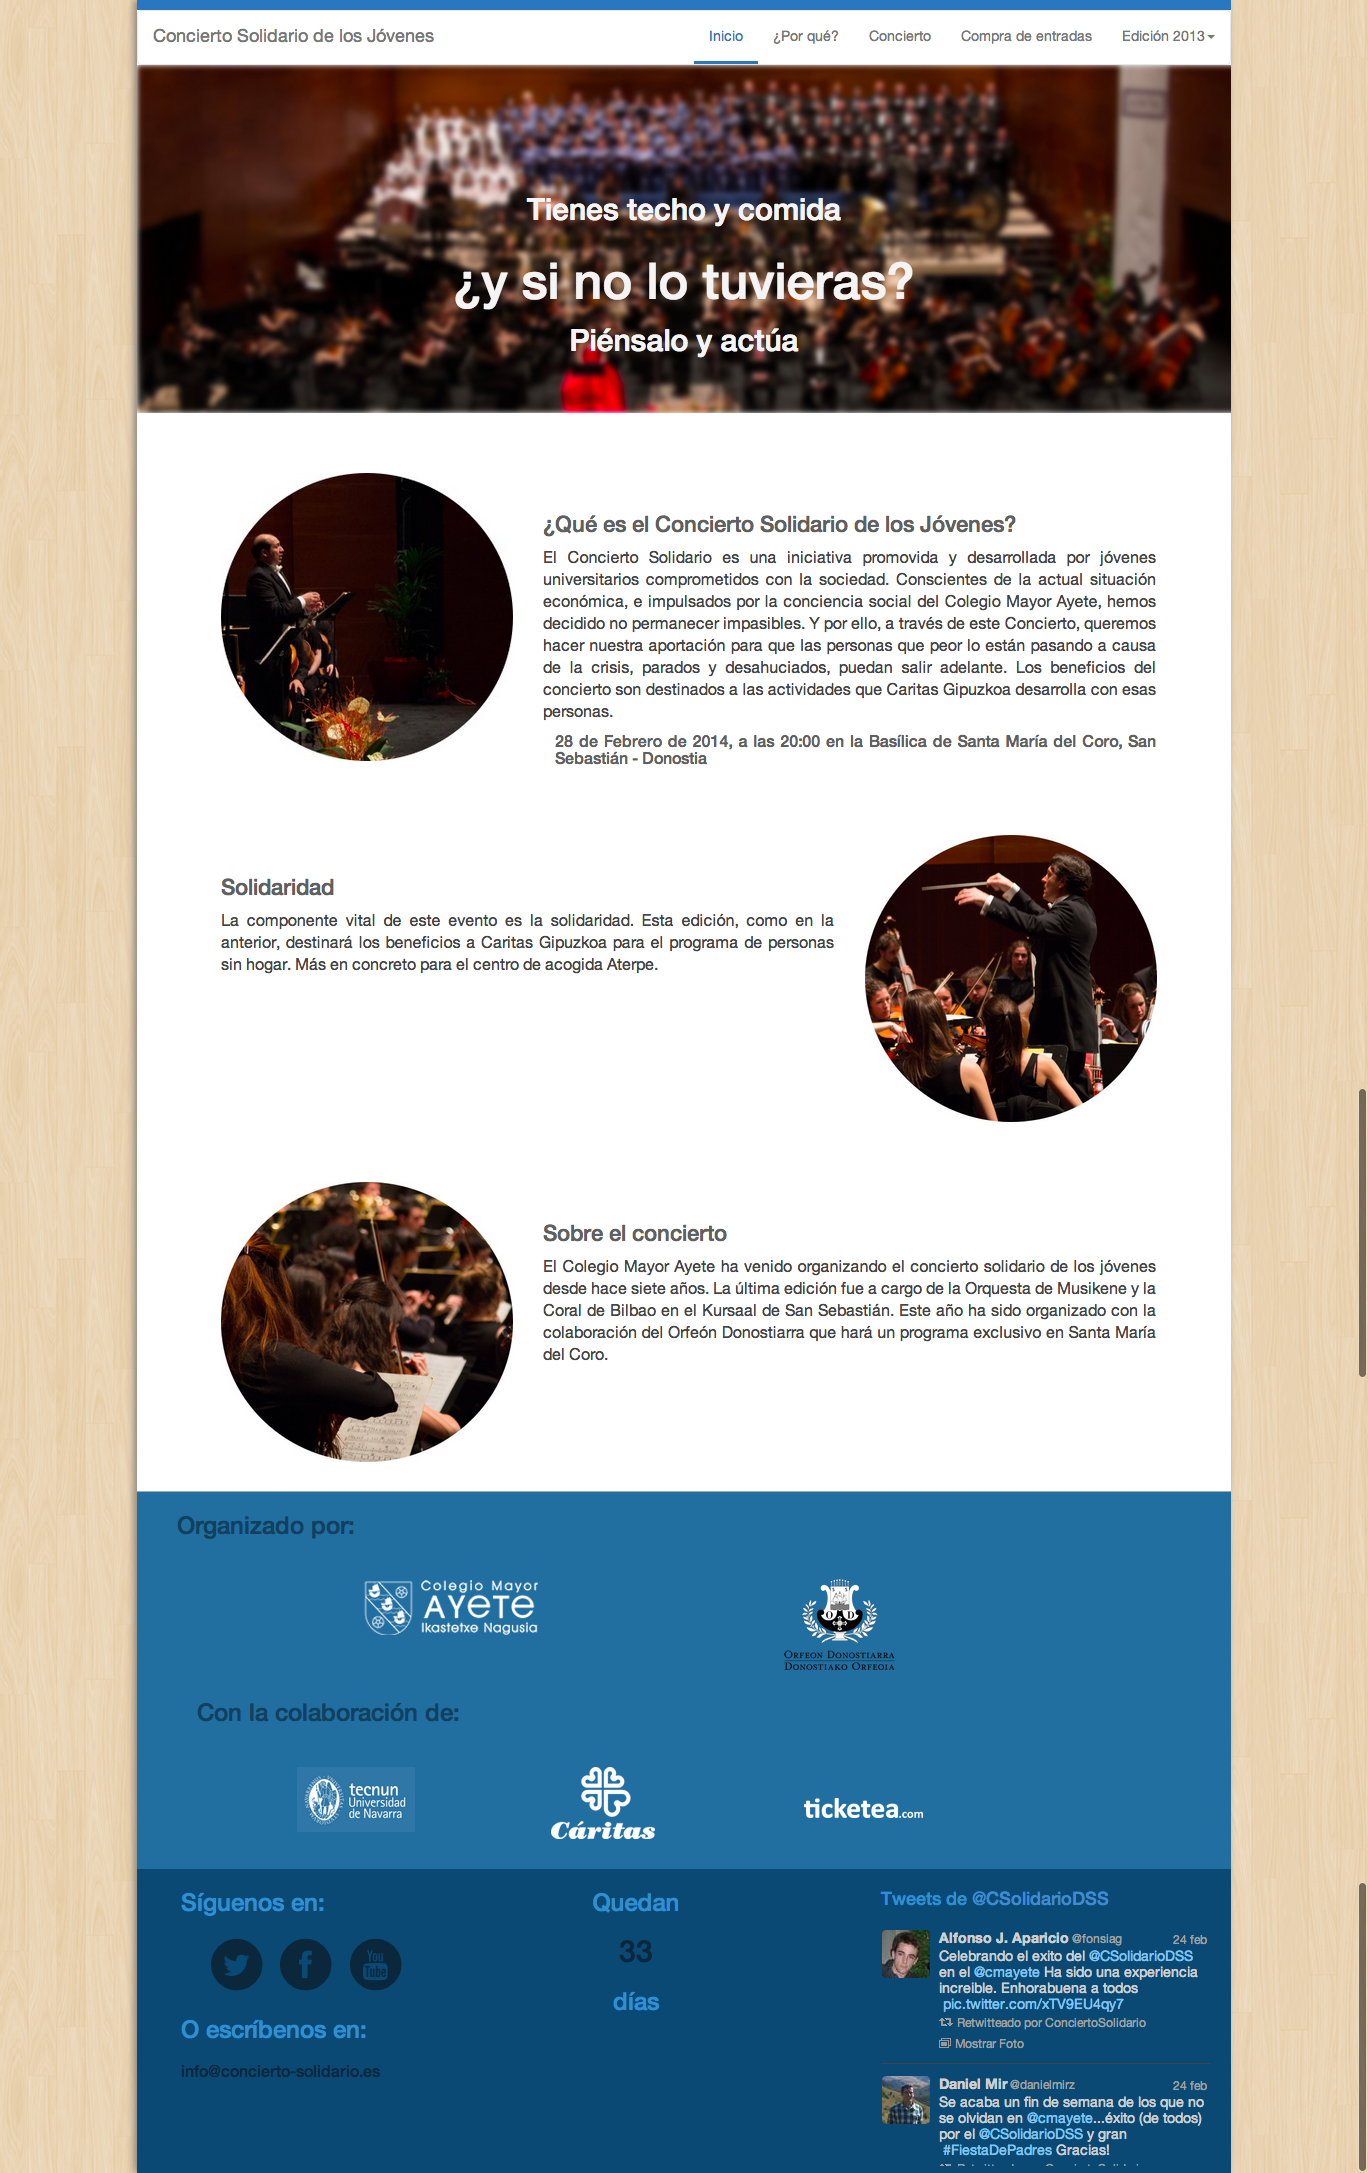 Concierto Solidario de los Jóvenes
Inicio
¿Por qué?
Concierto
Compra de entradas
Edición 2013
Tienes techo y comida
¿y si no lo tuvieras?
Piénsalo y actúa
¿Qué es el Concierto Solidario de los Jóvenes?
El Concierto Solidario es una iniciativa promovida y desarrollada por jóvenes
universitarios comprometidos con la sociedad. Conscientes de la actual situación
económica, e impulsados por la conciencia social del Colegio Mayor Ayete, hemos
decidido no permanecer impasibles. Y por ello, a través de este Concierto, queremos
hacer nuestra aportación para que las personas que peor lo están pasando a causa
de la crisis, parados y desahuciados, puedan salir adelante. Los beneficios del
concierto son destinados a las actividades que Caritas Gipuzkoa desarrolla con esas
personas.
28 de Febrero de 2014, a las 20:00 en la Basílica de Santa María del Coro, San
Sebastián - Donostia
Solidaridad
La componente vital de este evento es la solidaridad. Esta edición, como en la
anterior, destinará los beneficios a Caritas Gipuzkoa para el programa de personas
sin hogar. Más en concreto para el centro de acogida Aterpe.
Sobre el concierto
El Colegio Mayor Ayete ha venido organizando el concierto solidario de los jóvenes
desde hace siete años. La última edición fue a cargo de la Orquesta de Musikene y la
Coral de Bilbao en el Kursaal de San Sebastián. Este año ha sido organizado con la
colaboración del Orfeón Donostiarra que hará un programa exclusivo en Santa María
del Coro.
Organizado por:
Colegio Mayor
AYETE
Ikastetxe Nagusia
O D
ORFEON DONOSTIARRA
DONOSTIAKO ORFEOIA
Con la colaboración de:
tecnun
Universidad
de Navarra
Cáritas
ticketea.com
Síguenos en:
You
Tube
O escríbenos en:
info@concierto-solidario.es
Quedan
33
días
Tweets de @CSolidarioDSS
Alfonso J. Aparicio @fonsiag 24 feb
Celebrando el exito del @CSolidarioDSS
en el @cmayete Ha sido una experiencia
increible. Enhorabuena a todos
pic.twitter.com/xTV9EU4qy7
Retwitteado por ConciertoSolidario
Mostrar Foto
Daniel Mir @danielmirz 24 feb
Se acaba un fin de semana de los que no
se olvidan en @cmayete...éxito (de todos)
por el @CSolidarioDSS y gran
#FiestaDePadres Gracias!